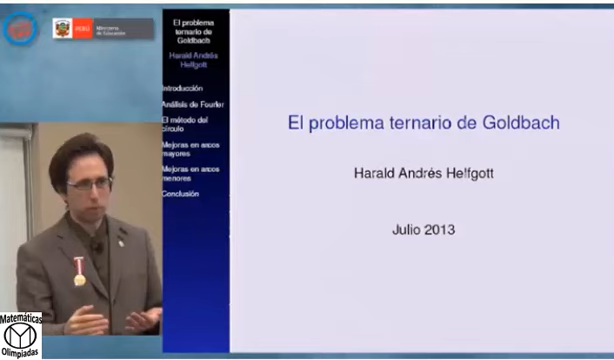 PERÚ
Ministerio
de Educación
El problema
ternario de
Goldbach
Harald Andrés
Helfgott
Introducción
Análisis de Fourier
El método del
círculo
Mejoras en arcos
mayores
Mejoras en arcos
menores
Conclusión
El problema ternario de Goldbach
Harald Andrés Helfgott
Julio 2013
Matemáticas
Olimpiadas